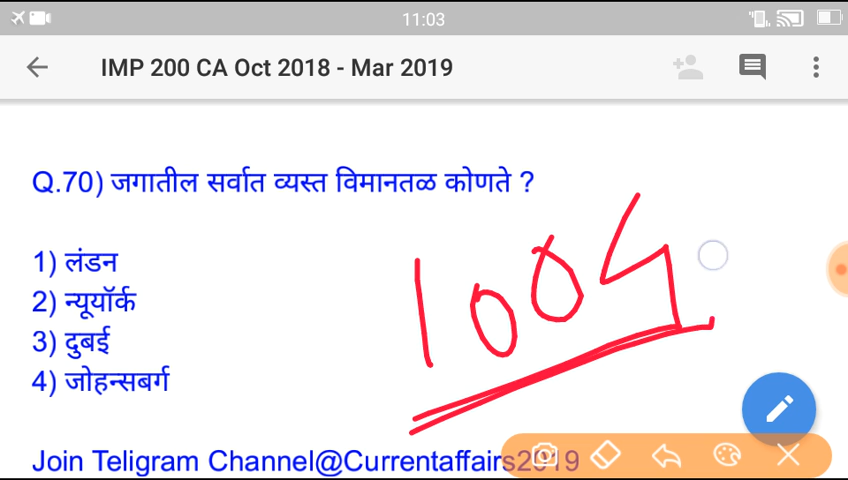 11:03
IMP 200 CA Oct 2018 - Mar 2019
Q.70) जगातील सर्वात व्यस्त विमानतळ कोणते ?
1) लंडन
2) न्यूयॉर्क
3) दुबई
4) जोहन्सबर्ग
Join Teligram Channel@Currentaffairs2019